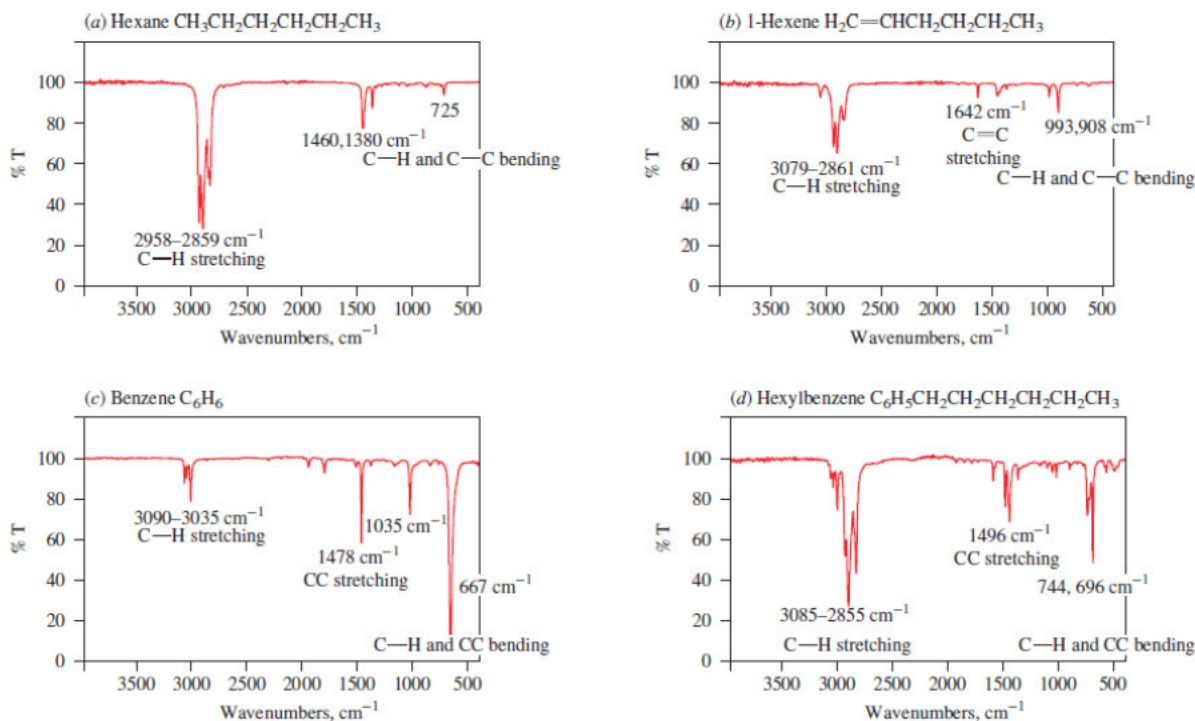 (a) Hexane CH₃CH₂CH₂CH₂CH₂CH₃
% T
100
80
60
40
20
0
725
1460,1380 cm⁻¹
C—H and C—C bending
2958–2859 cm⁻¹
C—H stretching
3500 3000 2500 2000 1500 1000 500
Wavenumbers, cm⁻¹
(b) 1-Hexene H₂C=CHCH₂CH₂CH₂CH₃
% T
100
80
60
40
20
0
1642 cm⁻¹
C=C
stretching
993,908 cm⁻¹
3079–2861 cm⁻¹
C—H stretching
C—H and C—C bending
3500 3000 2500 2000 1500 1000 500
Wavenumbers, cm⁻¹
(c) Benzene C₆H₆
% T
100
80
60
40
20
0
3090–3035 cm⁻¹
C—H stretching
1035 cm⁻¹
1478 cm⁻¹
CC stretching
667 cm⁻¹
C—H and CC bending
3500 3000 2500 2000 1500 1000 500
Wavenumbers, cm⁻¹
(d) Hexylbenzene C₆H₅CH₂CH₂CH₂CH₂CH₂CH₃
% T
100
80
60
40
20
0
1496 cm⁻¹
CC stretching
744, 696 cm⁻¹
3085–2855 cm⁻¹
C—H stretching
C—H and CC bending
3500 3000 2500 2000 1500 1000 500
Wavenumbers, cm⁻¹